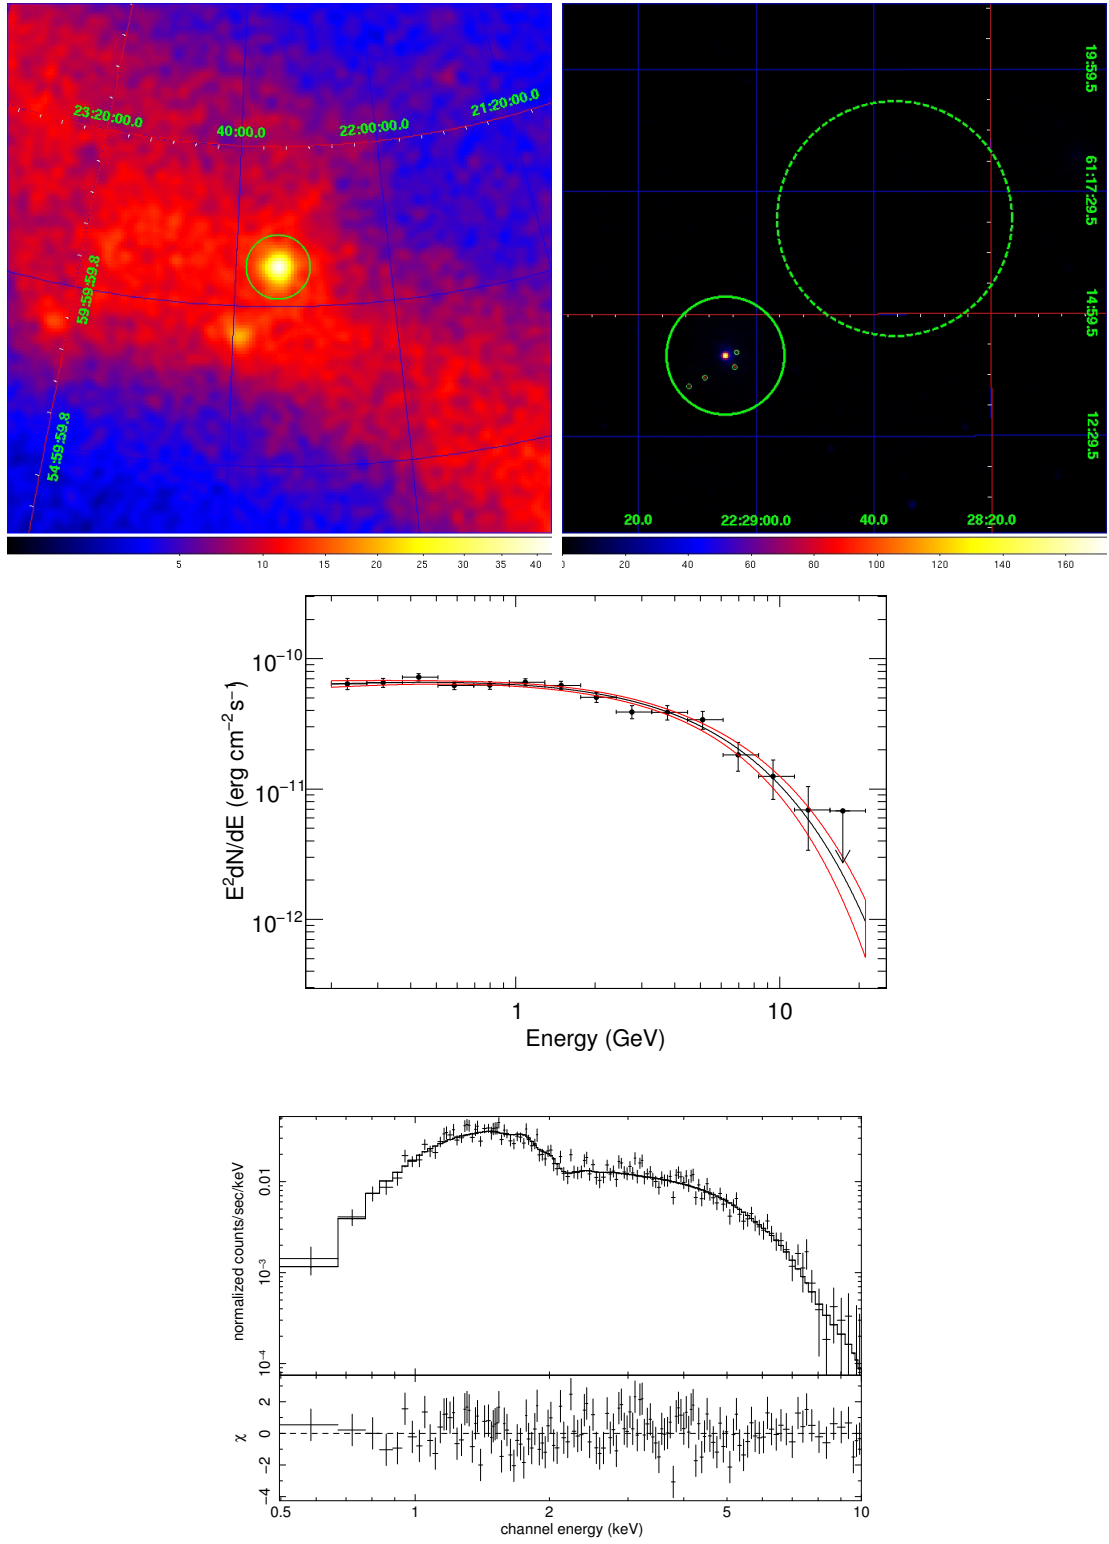 23:20:00.0
40:00.0
22:00:00.0
21:20:00.0
59:59:59.8
54:59:59.8
5 10 15 20 25 30 35 40
19:59.5
61:17:29.5
14:59.5
12:29.5
20.0 22:29:00.0 40.0 28:20.0
0 20 40 60 80 100 120 140 160
E²dN/dE (erg cm⁻²s⁻¹)
10⁻¹⁰
10⁻¹¹
10⁻¹²
1 10
Energy (GeV)
normalized counts/sec/keV
0.01
10⁻³
10⁻⁴
χ
2
0
−2
−4
0.5 1 2 5 10
channel energy (keV)